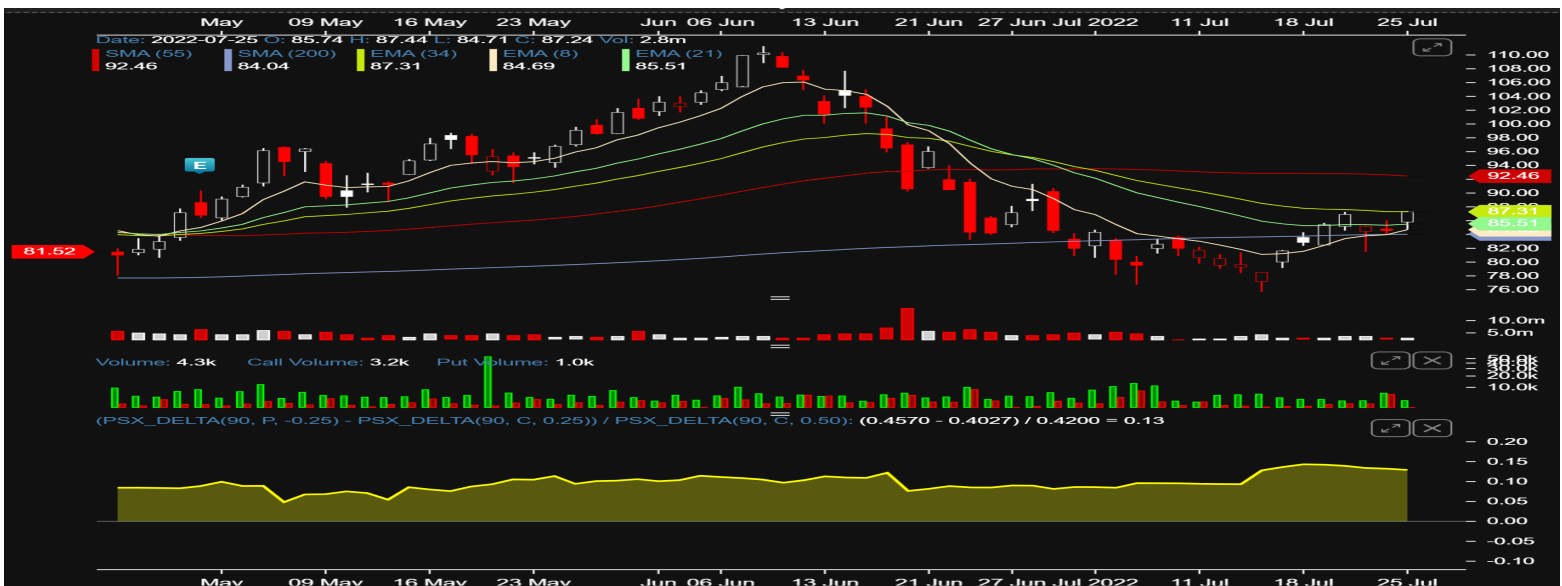 May 09 May 16 May 23 May Jun 06 Jun 13 Jun 21 Jun 27 Jun Jul 2022 11 Jul 18 Jul 25 Jul
Date: 2022-07-25 O: 85.74 H: 87.44 L: 84.71 C: 87.24 Vol: 2.8m
SMA (55) SMA (200) EMA (34) EMA (8) EMA (21)
92.46 84.04 87.31 84.69 85.51
110.00
108.00
106.00
104.00
102.00
100.00
98.00
96.00
E
94.00
92.46
90.00
87.31
85.51
81.52
82.00
80.00
78.00
76.00
10.0m
5.0m
Volume: 4.3k Call Volume: 3.2k Put Volume: 1.0k
50.0k
30.0k
20.0k
10.0k
(PSX_DELTA(90, P, -0.25) - PSX_DELTA(90, C, 0.25)) / PSX_DELTA(90, C, 0.50): (0.4570 - 0.4027) / 0.4200 = 0.13
0.20
0.15
0.10
0.05
0.00
-0.05
-0.10
May 09 May 16 May 23 May Jun 06 Jun 13 Jun 21 Jun 27 Jun Jul 2022 11 Jul 18 Jul 25 Jul